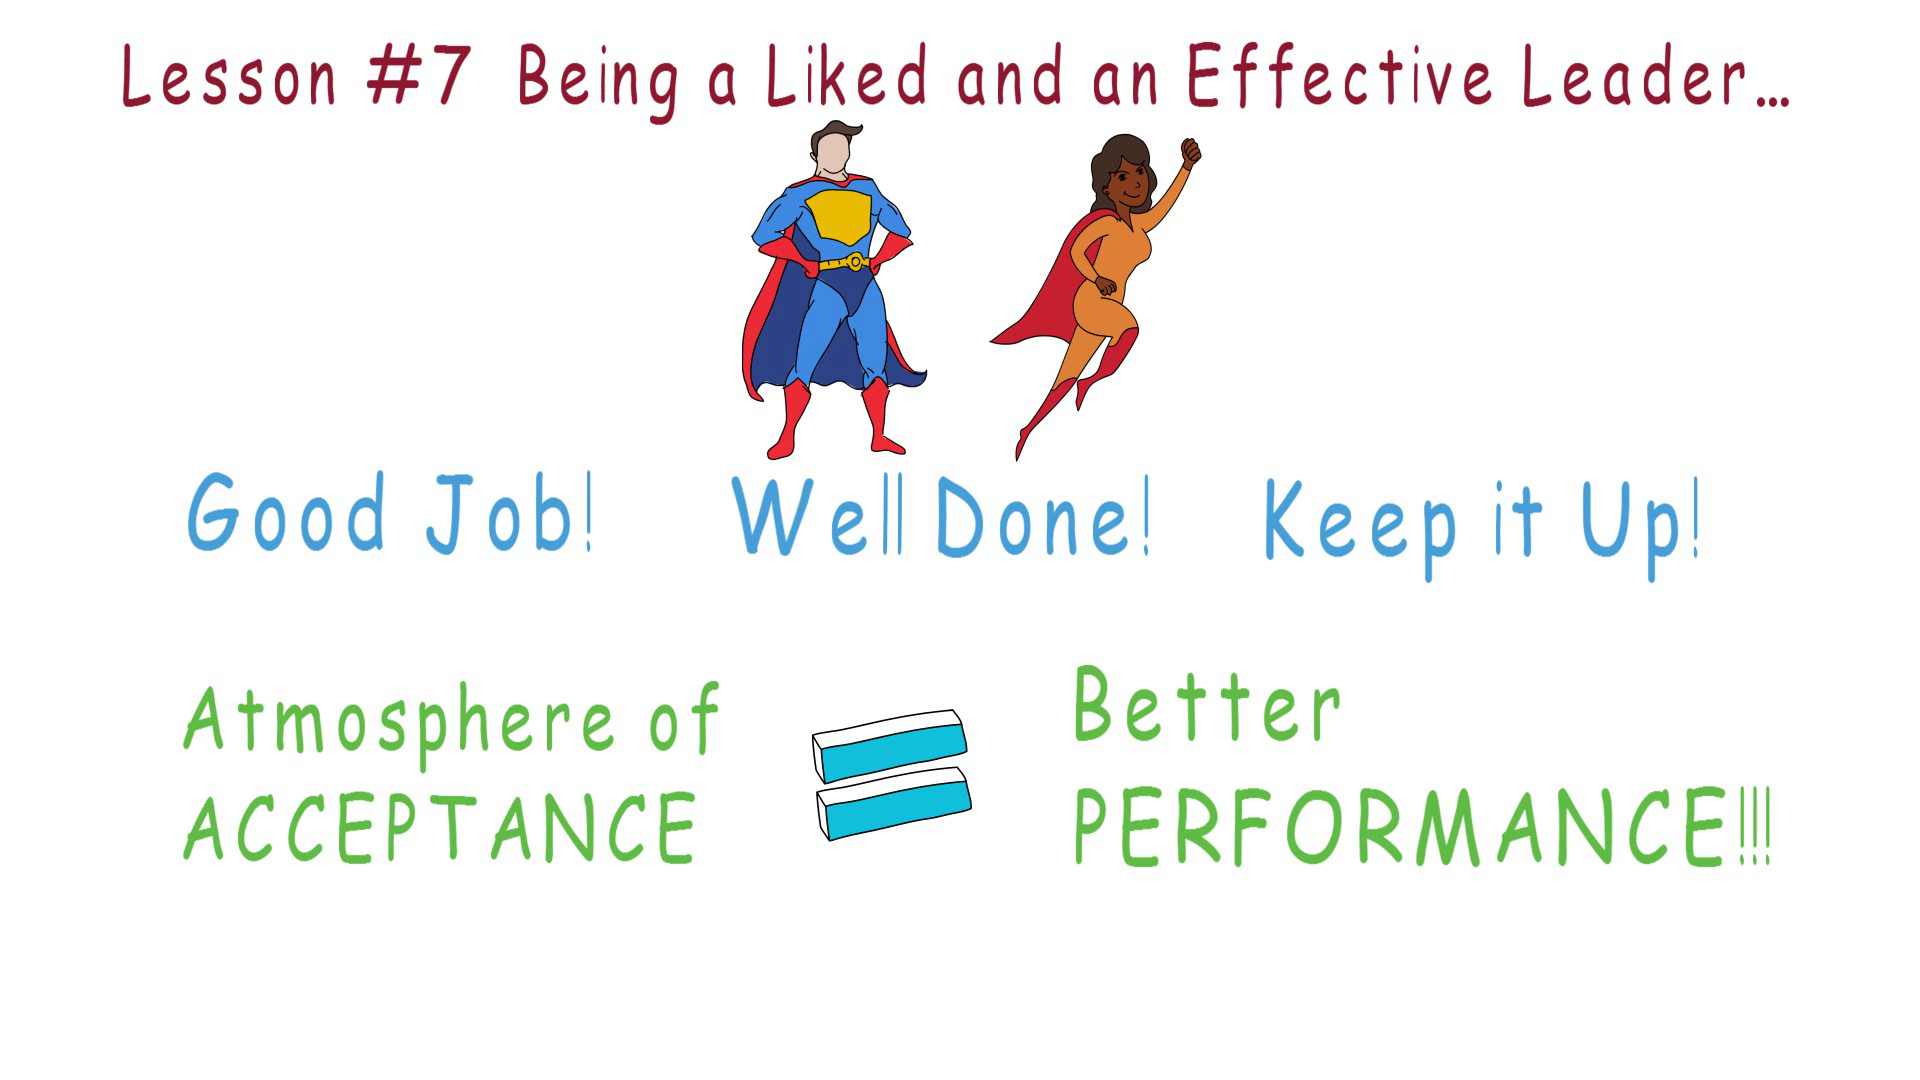 Lesson #7 Being a Liked and an Effective Leader...
Good Job! Well Done! Keep it Up!
Atmosphere of
ACCEPTANCE
=
Better
PERFORMANCE!!!